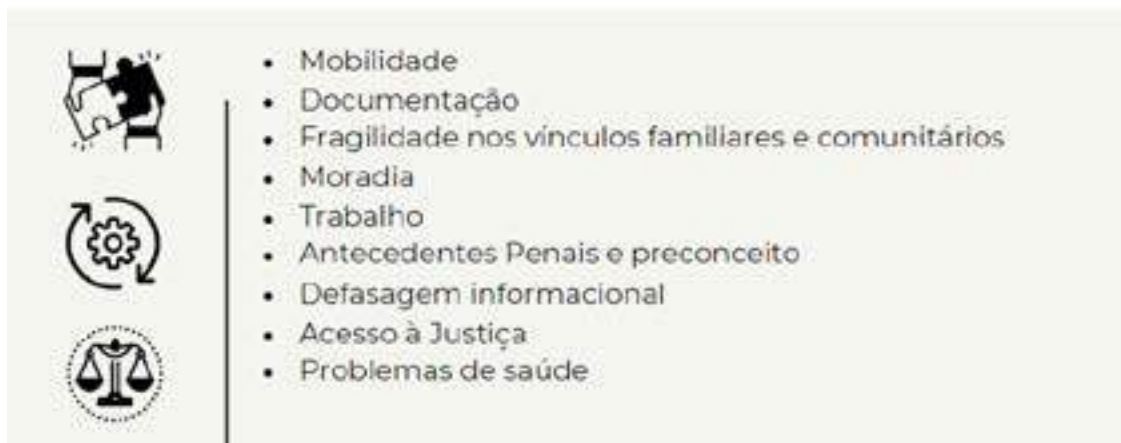 • Mobilidade
• Documentação
• Fragilidade nos vínculos familiares e comunitários
• Moradia
• Trabalho
• Antecedentes Penais e preconceito
• Defasagem informacional
• Acesso à Justiça
• Problemas de saúde